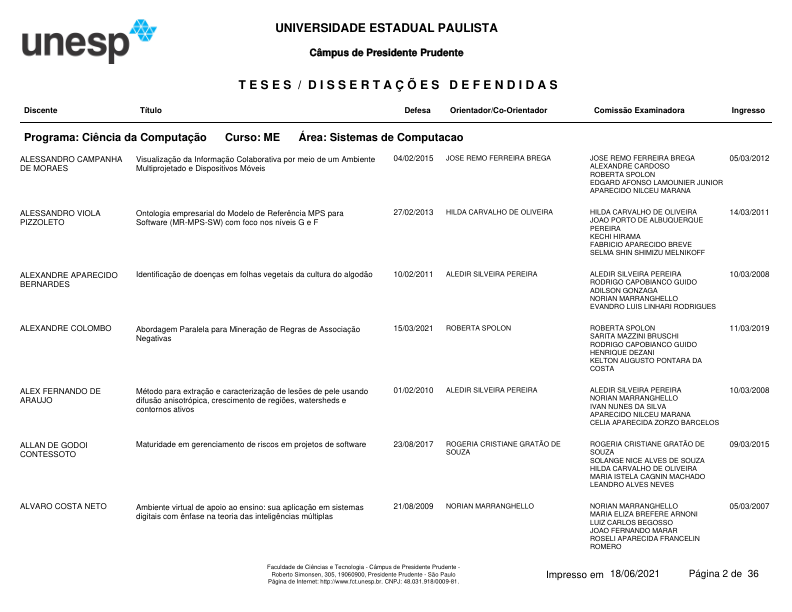 unesp
UNIVERSIDADE ESTADUAL PAULISTA
Câmpus de Presidente Prudente
TESES / DISSERTAÇÕES DEFENDIDAS
Discente Título Defesa Orientador/Co-Orientador Comissão Examinadora Ingresso
Programa: Ciência da Computação Curso: ME Área: Sistemas de Computacao
ALESSANDRO CAMPANHA DE MORAES
Visualização da Informação Colaborativa por meio de um Ambiente
Multiprojetado e Dispositivos Móveis
04/02/2015
JOSE REMO FERREIRA BREGA
JOSE REMO FERREIRA BREGA
ALEXANDRE CARDOSO
ROBERTA SPOLON
EDGARD AFONSO LAMOUNIER JUNIOR
APARECIDO NILCEU MARANA
05/03/2012
ALESSANDRO VIOLA
PIZZOLETO
Ontologia empresarial do Modelo de Referência MPS para
Software (MR-MPS-SW) com foco nos níveis G e F
27/02/2013
HILDA CARVALHO DE OLIVEIRA
HILDA CARVALHO DE OLIVEIRA
JOAO PORTO DE ALBUQUERQUE
PEREIRA
KECHI HIRAMA
FABRICIO APARECIDO BREVE
SELMA SHIN SHIMIZU MELNIKOFF
14/03/2011
ALEXANDRE APARECIDO
BERNARDES
Identificação de doenças em folhas vegetais da cultura do algodão
10/02/2011
ALEDIR SILVEIRA PEREIRA
ALEDIR SILVEIRA PEREIRA
RODRIGO CAPOBIANCO GUIDO
ADILSON GONZAGA
NORIAN MARRANGHELLO
EVANDRO LUIS LINHARI RODRIGUES
10/03/2008
ALEXANDRE COLOMBO
Abordagem Paralela para Mineração de Regras de Associação
Negativas
15/03/2021
ROBERTA SPOLON
ROBERTA SPOLON
SARITA MAZZINI BRUSCHI
RODRIGO CAPOBIANCO GUIDO
HENRIQUE DEZANI
KELTON AUGUSTO PONTARA DA
COSTA
11/03/2019
ALEX FERNANDO DE
ARAUJO
Método para extração e caracterização de lesões de pele usando
difusão anisotrópica, crescimento de regiões, watersheds e
contornos ativos
01/02/2010
ALEDIR SILVEIRA PEREIRA
ALEDIR SILVEIRA PEREIRA
NORIAN MARRANGHELLO
IVAN NUNES DA SILVA
APARECIDO NILCEU MARANA
CELIA APARECIDA ZORZO BARCELOS
10/03/2008
ALLAN DE GODOI
CONTESSOTO
Maturidade em gerenciamento de riscos em projetos de software
23/08/2017
ROGERIA CRISTIANE GRATÃO DE
SOUZA
ROGERIA CRISTIANE GRATÃO DE
SOUZA
SOLANGE NICE ALVES DE SOUZA
HILDA CARVALHO DE OLIVEIRA
MARIA ISTELA CAGNIN MACHADO
LEANDRO ALVES NEVES
09/03/2015
ALVARO COSTA NETO
Ambiente virtual de apoio ao ensino: sua aplicação em sistemas
digitais com ênfase na teoria das inteligências múltiplas
21/08/2009
NORIAN MARRANGHELLO
NORIAN MARRANGHELLO
MARIA ELIZA BREFERE ARNONI
LUIZ CARLOS BEGOSSO
JOAO FERNANDO MARAR
ROSELI APARECIDA FRANCELIN
ROMERO
05/03/2007
Faculdade de Ciências e Tecnologia - Câmpus de Presidente Prudente -
Roberto Simonsen, 305, 19060900, Presidente Prudente - São Paulo
Página de Internet: http://www.fct.unesp.br. CNPJ: 48.031.918/0009-81.
Impresso em 18/06/2021 Página 2 de 36